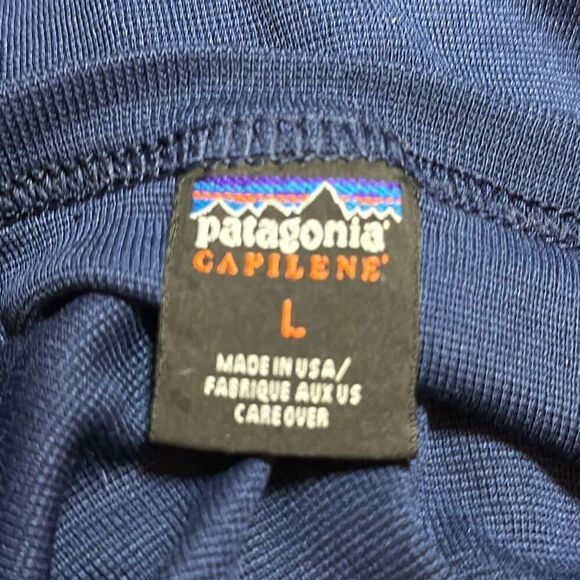 patagonia®
CAPILENE®
L
MADE IN USA/
FABRIQUE AUX US
CARE OVER